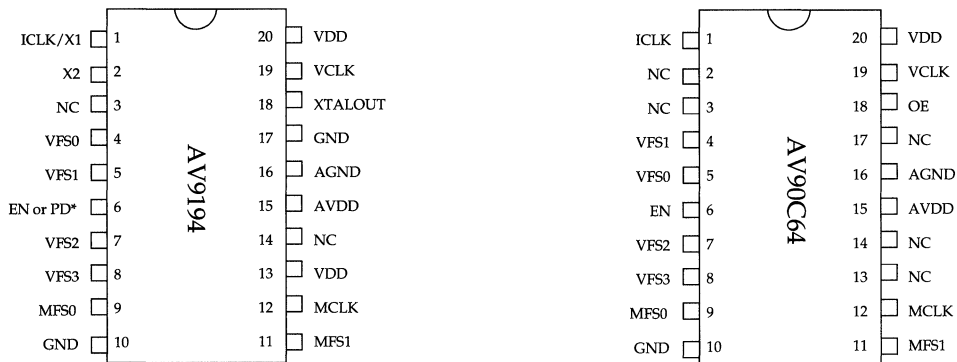 ICLK/X1 1 20 VDD
X2 2 19 VCLK
NC 3 18 XTALOUT
VFS0 4 17 GND
VFS1 5 16 AGND
EN or PD* 6 15 AVDD
VFS2 7 14 NC
VFS3 8 13 VDD
MFS0 9 12 MCLK
GND 10 11 MFS1
AV9194
ICLK 1 20 VDD
NC 2 19 VCLK
NC 3 18 OE
VFS1 4 17 NC
VFS0 5 16 AGND
EN 6 15 AVDD
VFS2 7 14 NC
VFS3 8 13 NC
MFS0 9 12 MCLK
GND 10 11 MFS1
AV90C64